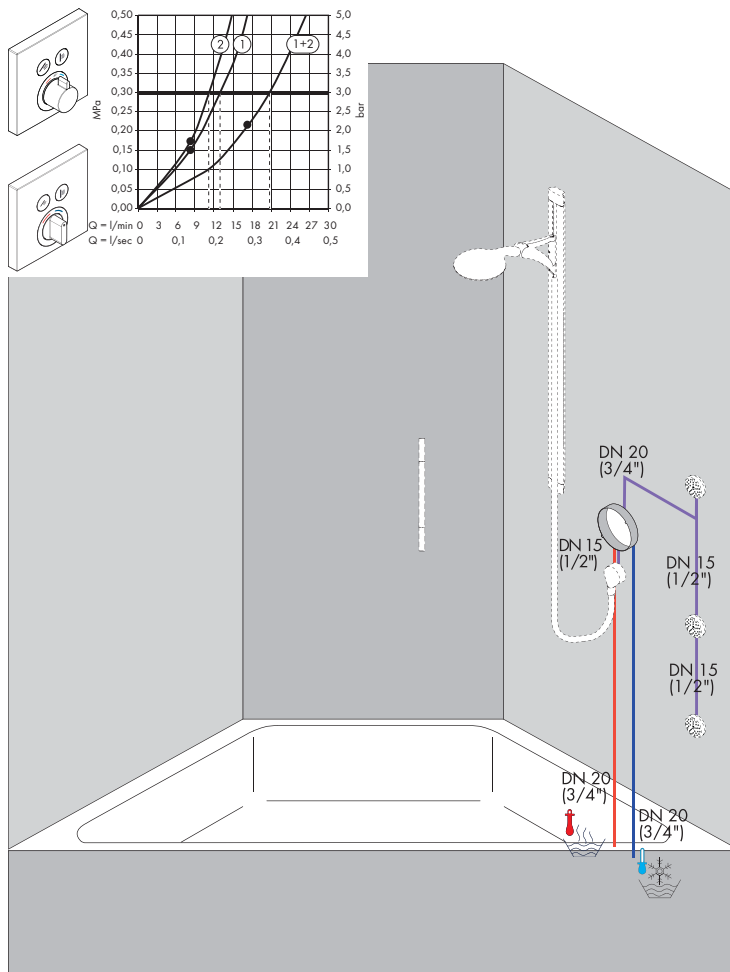 0,50
0,45
0,40
0,35
0,30
0,25
0,20
0,15
0,10
0,05
0,00
MPa
5,0
4,5
4,0
3,5
3,0
2,5
2,0
1,5
1,0
0,5
0,0
bar
2 1 1+2
Q = l/min 0 3 6 9 12 15 18 21 24 27 30
Q = l/sec 0 0,1 0,2 0,3 0,4 0,5
DN 20
(3/4")
DN 15
(1/2")
DN 15
(1/2")
DN 15
(1/2")
DN 20
(3/4")
DN 20
(3/4")